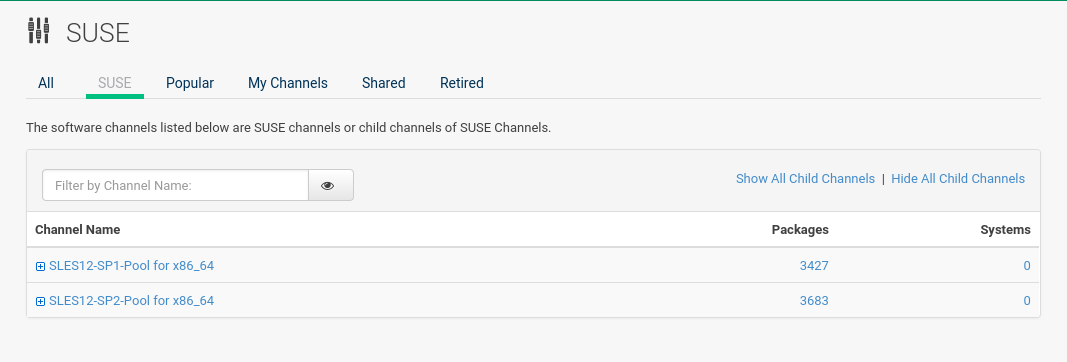 SUSE
All SUSE Popular My Channels Shared Retired
The software channels listed below are SUSE channels or child channels of SUSE Channels.
Filter by Channel Name: Show All Child Channels | Hide All Child Channels
Channel Name Packages Systems
SLES12-SP1-Pool for x86_64 3427 0
SLES12-SP2-Pool for x86_64 3683 0